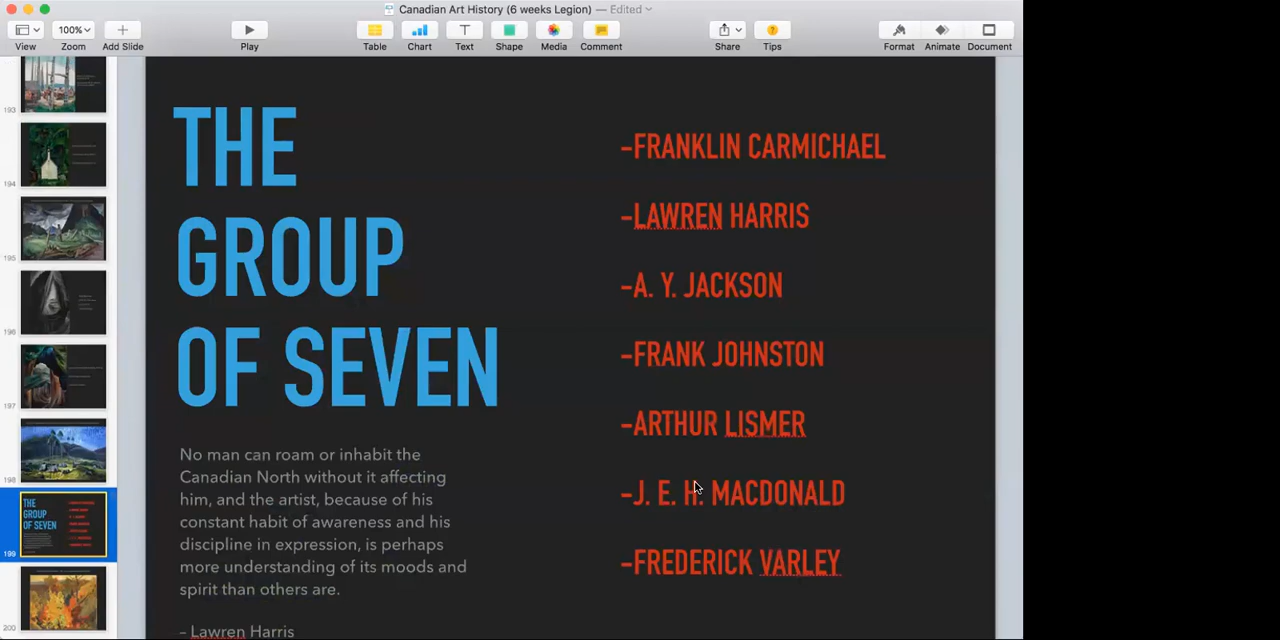 Canadian Art History (6 weeks Legion) — Edited
100%
View
Zoom
Add Slide
Play
Table
Chart
Text
Shape
Media
Comment
Share
Tips
Format
Animate
Document
193
194
195
196
197
198
THE
GROUP
OF SEVEN
199
200
THE
GROUP
OF SEVEN
No man can roam or inhabit the
Canadian North without it affecting
him, and the artist, because of his
constant habit of awareness and his
discipline in expression, is perhaps
more understanding of its moods and
spirit than others are.
– Lawren Harris
–FRANKLIN CARMICHAEL
–LAWREN HARRIS
–A. Y. JACKSON
–FRANK JOHNSTON
–ARTHUR LISMER
–J. E. H. MACDONALD
–FREDERICK VARLEY